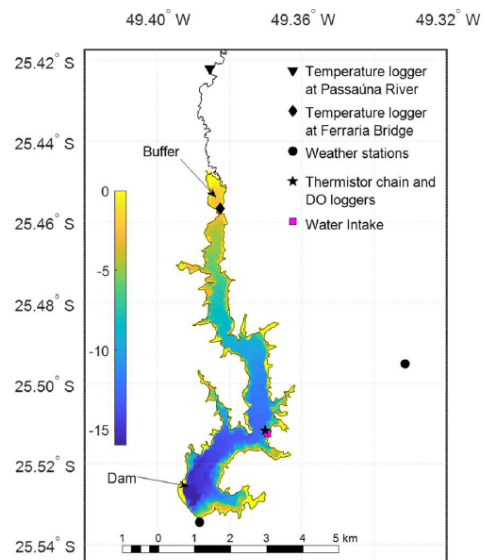 49.40° W 49.36° W 49.32° W
25.42° S
25.44° S
25.46° S
25.48° S
25.50° S
25.52° S
25.54° S
Temperature logger
at Passaúna River
Temperature logger
at Ferraria Bridge
Weather stations
Thermistor chain and
DO loggers
Water Intake
Buffer
0
-5
-10
-15
Dam
1 0 1 2 3 4 5 km